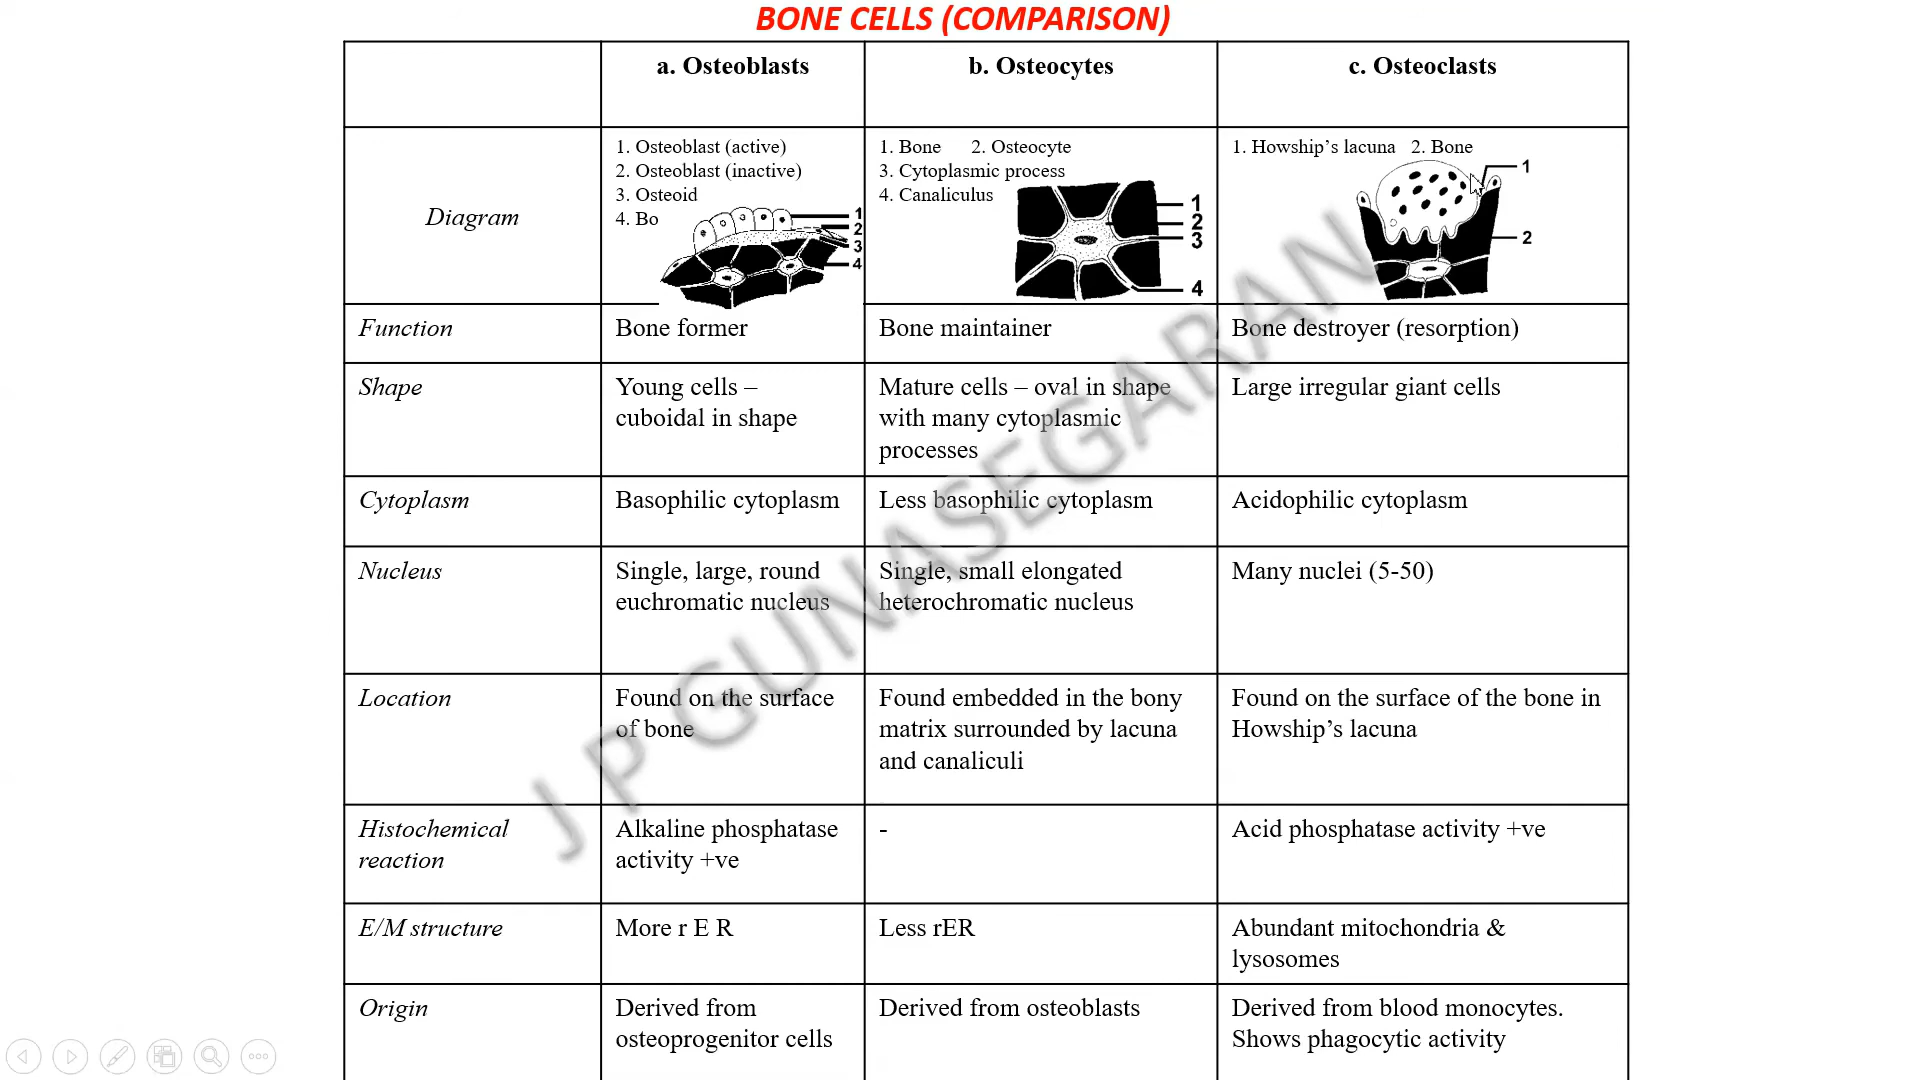 BONE CELLS (COMPARISON)
a. Osteoblasts
b. Osteocytes
c. Osteoclasts
Diagram
1. Osteoblast (active)
2. Osteoblast (inactive)
3. Osteoid
4. Bo
1
2
3
4
1. Bone 2. Osteocyte
3. Cytoplasmic process
4. Canaliculus
1
2
3
4
1. Howship’s lacuna 2. Bone
1
2
Function
Bone former
Bone maintainer
Bone destroyer (resorption)
Shape
Young cells –
cuboidal in shape
Mature cells – oval in shape
with many cytoplasmic
processes
Large irregular giant cells
Cytoplasm
Basophilic cytoplasm
Less basophilic cytoplasm
Acidophilic cytoplasm
Nucleus
Single, large, round
euchromatic nucleus
Single, small elongated
heterochromatic nucleus
Many nuclei (5-50)
Location
Found on the surface
of bone
Found embedded in the bony
matrix surrounded by lacuna
and canaliculi
Found on the surface of the bone in
Howship’s lacuna
Histochemical
reaction
Alkaline phosphatase
activity +ve
-
Acid phosphatase activity +ve
E/M structure
More r E R
Less rER
Abundant mitochondria &
lysosomes
Origin
Derived from
osteoprogenitor cells
Derived from osteoblasts
Derived from blood monocytes.
Shows phagocytic activity
J P GUNASEGARAN